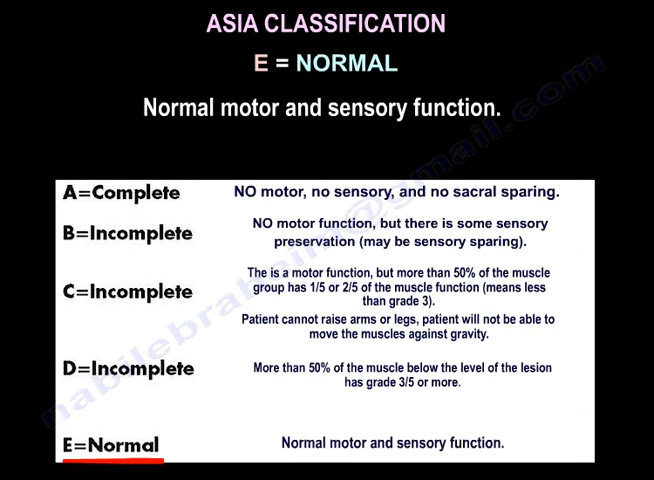 ASIA CLASSIFICATION
E = NORMAL
Normal motor and sensory function.
A=Complete NO motor, no sensory, and no sacral sparing.
B=Incomplete NO motor function, but there is some sensory
preservation (may be sensory sparing).
C=Incomplete The is a motor function, but more than 50% of the muscle
group has 1/5 or 2/5 of the muscle function (means less
than grade 3).
Patient cannot raise arms or legs, patient will not be able to
move the muscles against gravity.
D=Incomplete More than 50% of the muscle below the level of the lesion
has grade 3/5 or more.
E=Normal Normal motor and sensory function.
nabilebraheim@gmail.com